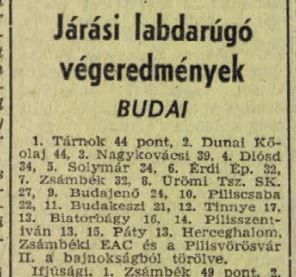 Járási labdarúgó
végeredmények
BUDAI
1. Tárnok 44 pont, 2. Dunai Kő-
olaj 44, 3. Nagykovácsi 39, 4. Diósd
34, 5. Solymár 34, 6. Érdi Ép. 32,
7. Zsámbék 32, 8. Ürömi Tsz. SK.
27, 9. Budajenő 24, 10. Piliscsaba
22, 11. Budakeszi 21, 12. Tinnye 17,
13. Biatorbágy 16, 14. Pilisszent-
iván 13, 15. Páty 13. Herceghalom,
Zsámbéki EAC és a Pilisvörösvár
II. a bajnokságból törölve.
Ifjúsági. 1. Zsámbék 49 pont, 2.